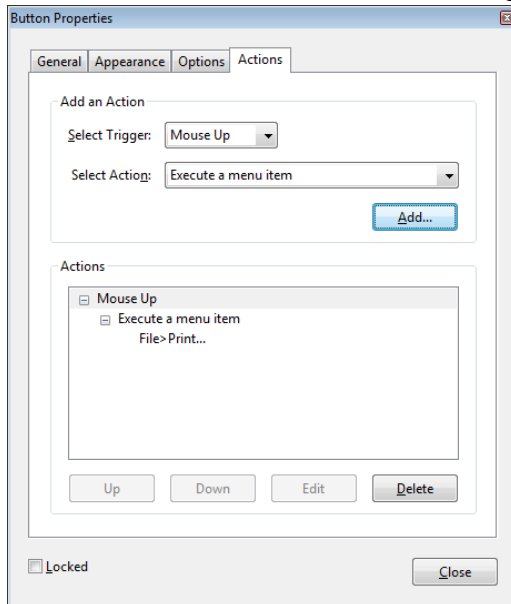 Button Properties
General Appearance Options Actions
Add an Action
Select Trigger: Mouse Up
Select Action: Execute a menu item
Add...
Actions
Mouse Up
Execute a menu item
File>Print...
Up Down Edit Delete
Locked
Close